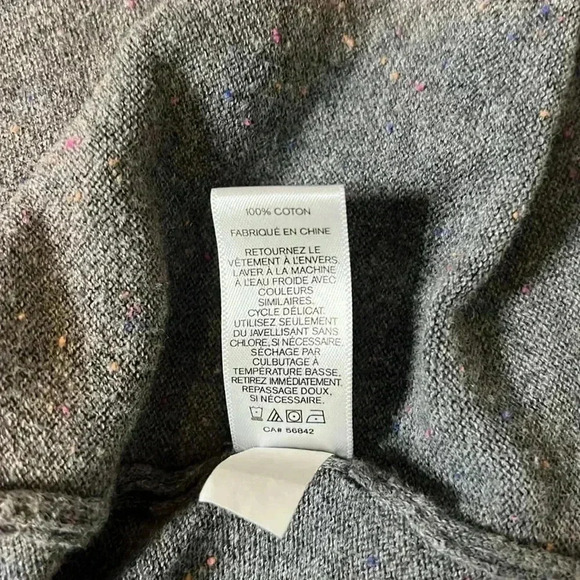 100% COTON
FABRIQUÉ EN CHINE
RETOURNEZ LE
VÊTEMENT À L'ENVERS.
LAVER À LA MACHINE
À L'EAU FROIDE AVEC
COULEURS
SIMILAIRES.
CYCLE DÉLICAT.
UTILISEZ SEULEMENT
DU JAVELLISANT SANS
CHLORE, SI NÉCESSAIRE.
SÉCHAGE PAR
CULBUTAGE À
TEMPÉRATURE BASSE.
RETIREZ IMMÉDIATEMENT.
REPASSAGE DOUX,
SI NÉCESSAIRE.
CA# 56842